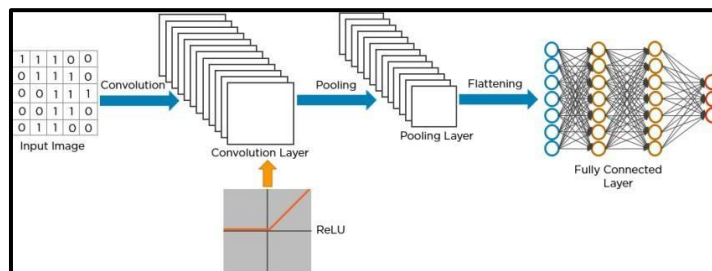 1 1 1 0 0
0 1 1 1 0
0 0 1 1 1
0 0 1 1 0
0 1 1 0 0
Input Image
Convolution
Convolution Layer
Pooling
Pooling Layer
Flattening
Fully Connected
Layer
ReLU